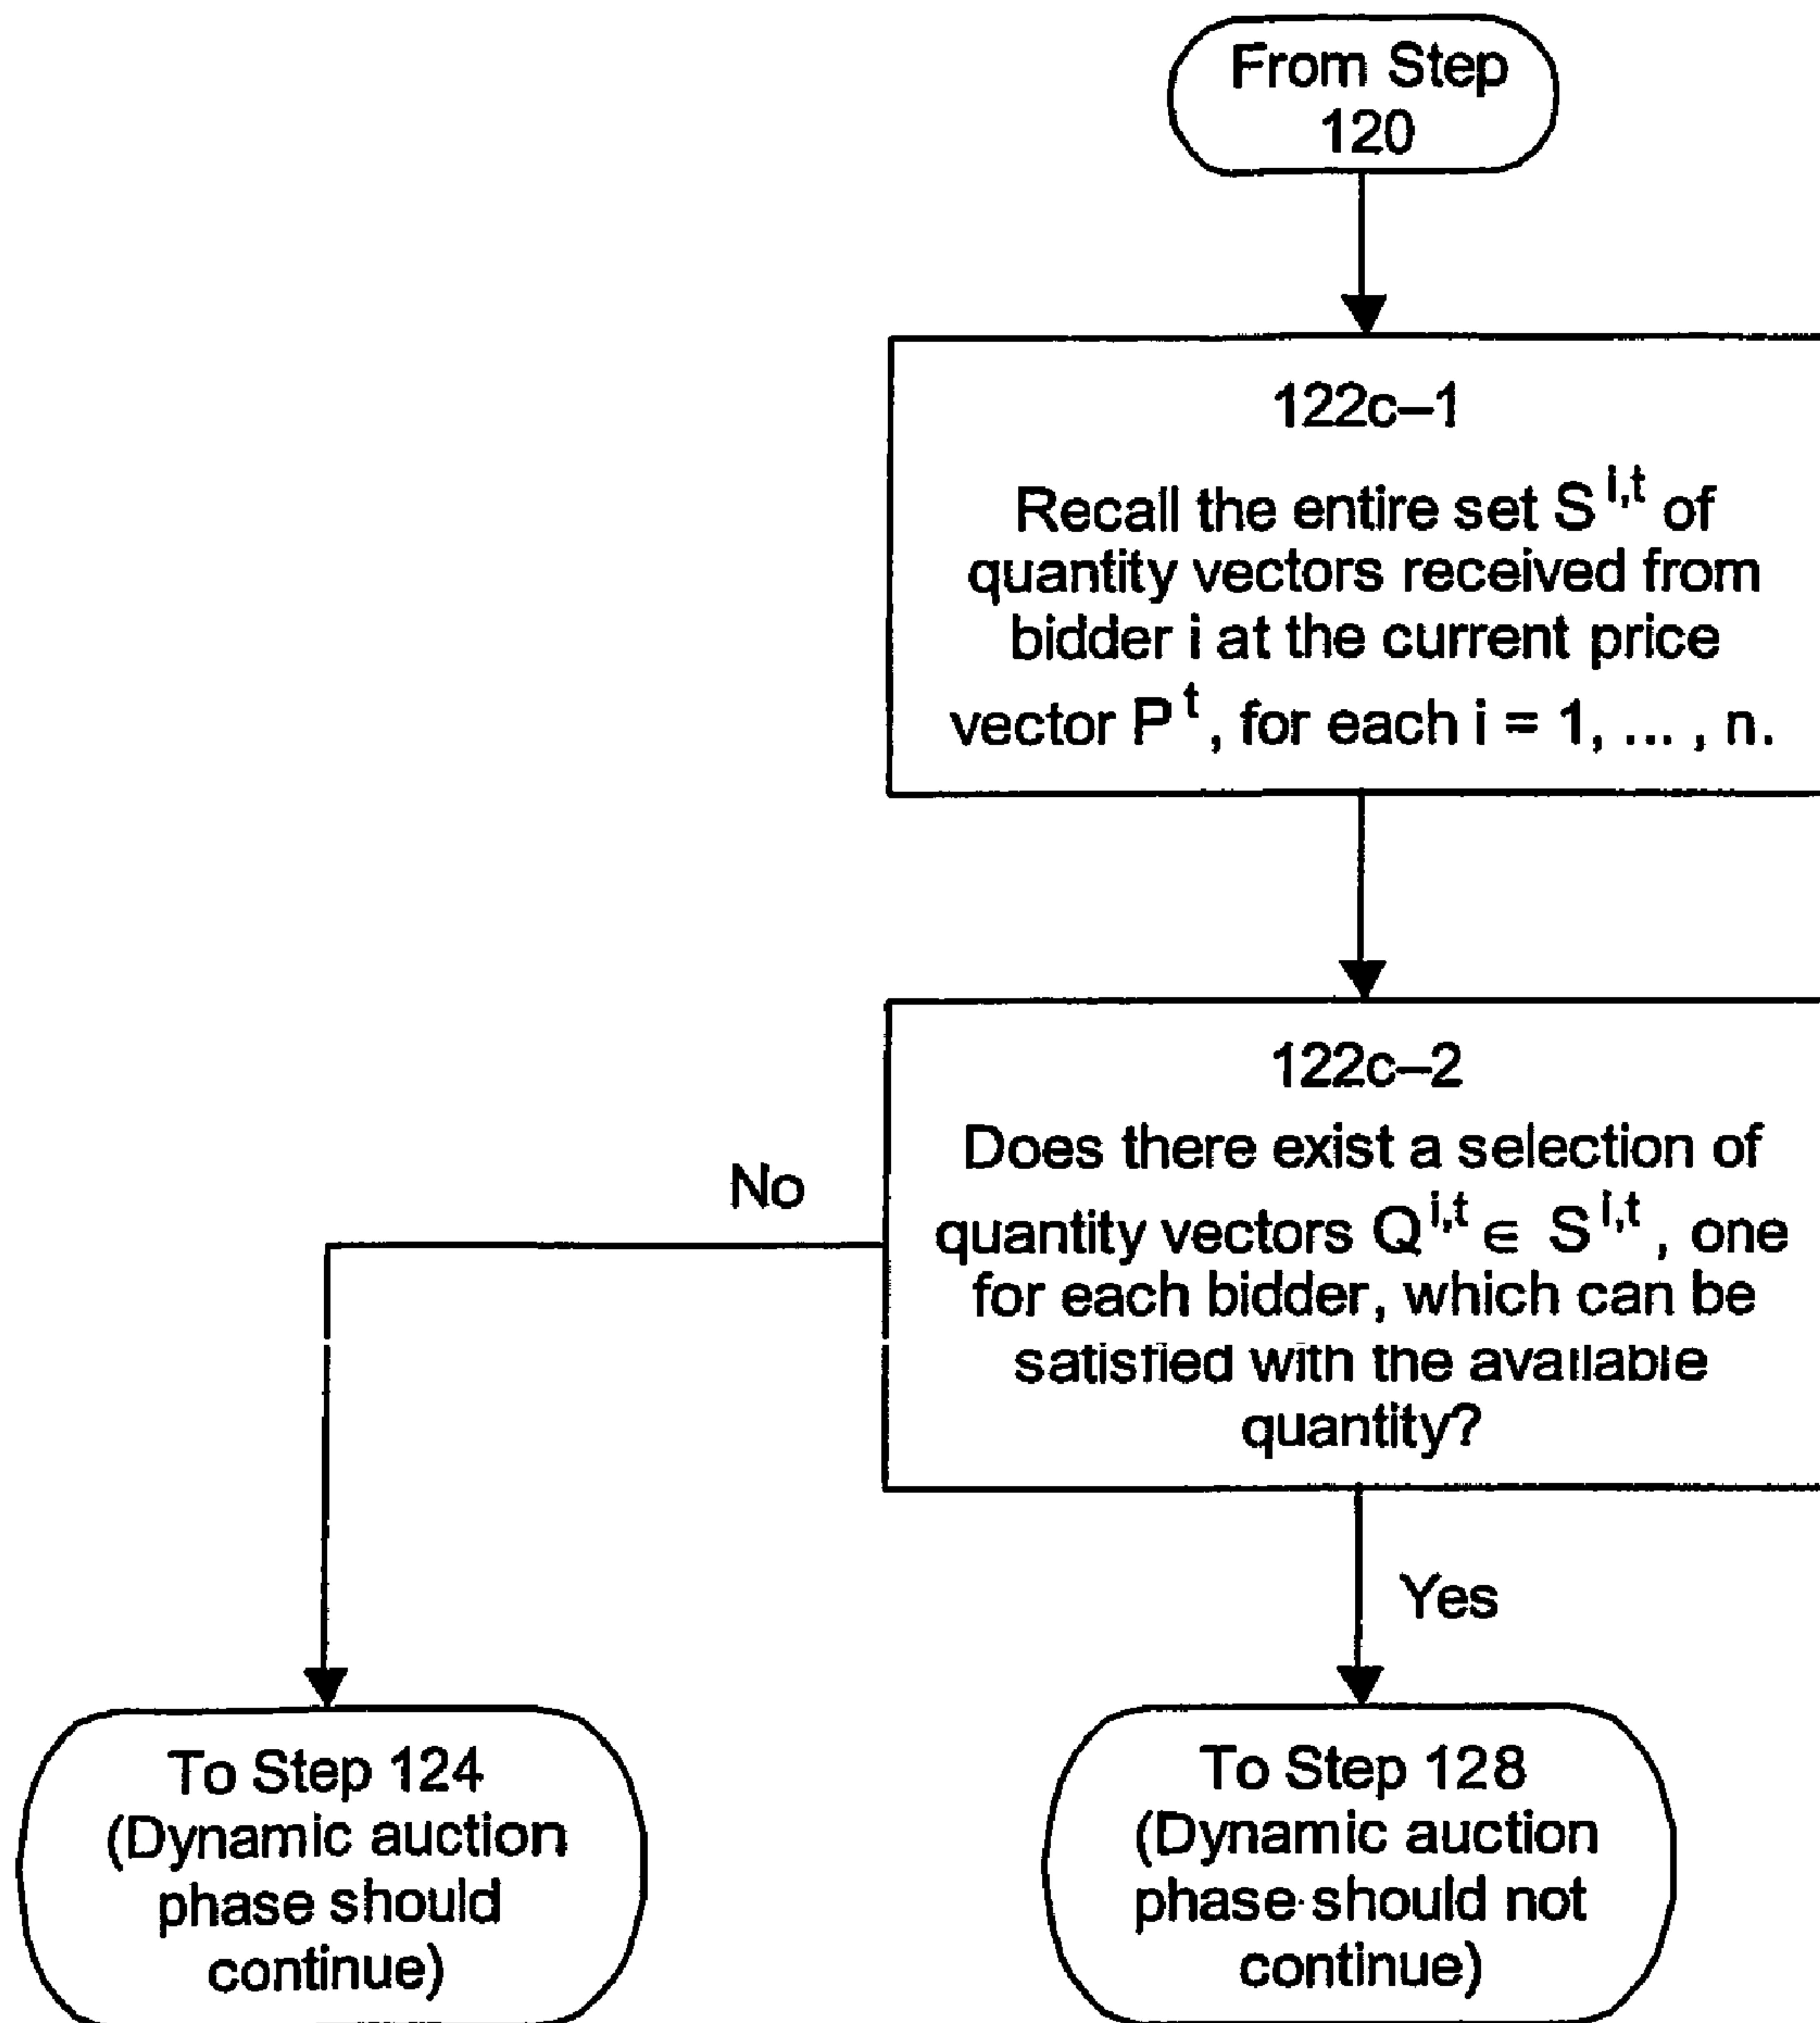 From Step
120
122c–1
Recall the entire set S^i,t of
quantity vectors received from
bidder i at the current price
vector P^t, for each i = 1, ... , n.
122c–2
Does there exist a selection of
quantity vectors Q^i,t ∈ S^i,t, one
for each bidder, which can be
satisfied with the available
quantity?
No
Yes
To Step 124
(Dynamic auction
phase should
continue)
To Step 128
(Dynamic auction
phase should not
continue)